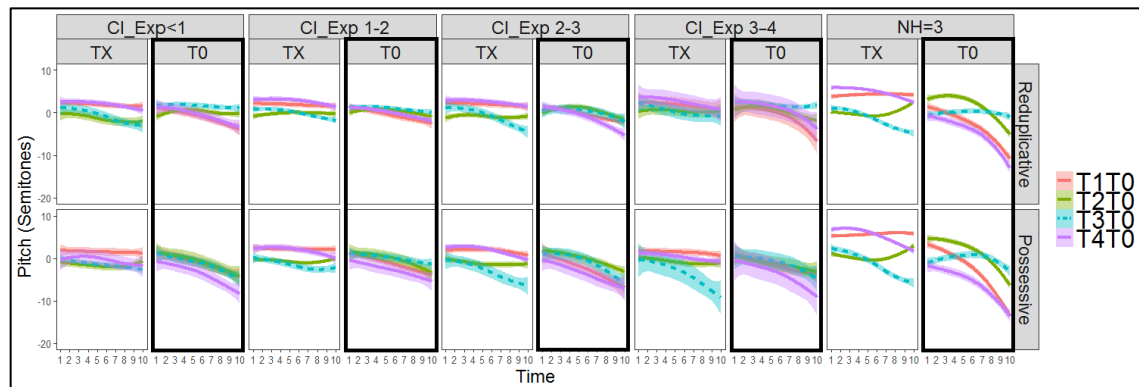 CI_Exp<1 CI_Exp 1-2 CI_Exp 2-3 CI_Exp 3-4 NH=3
TX T0 TX T0 TX T0 TX T0 TX T0
10
0
-10
-20
Reduplicative
10
0
-10
-20
Possessive
Pitch (Semitones)
1 2 3 4 5 6 7 8 9 10 1 2 3 4 5 6 7 8 9 10 1 2 3 4 5 6 7 8 9 10 1 2 3 4 5 6 7 8 9 10 1 2 3 4 5 6 7 8 9 10 1 2 3 4 5 6 7 8 9 10 1 2 3 4 5 6 7 8 9 10 1 2 3 4 5 6 7 8 9 10 1 2 3 4 5 6 7 8 9 10 1 2 3 4 5 6 7 8 9 10
Time
T1T0
T2T0
T3T0
T4T0